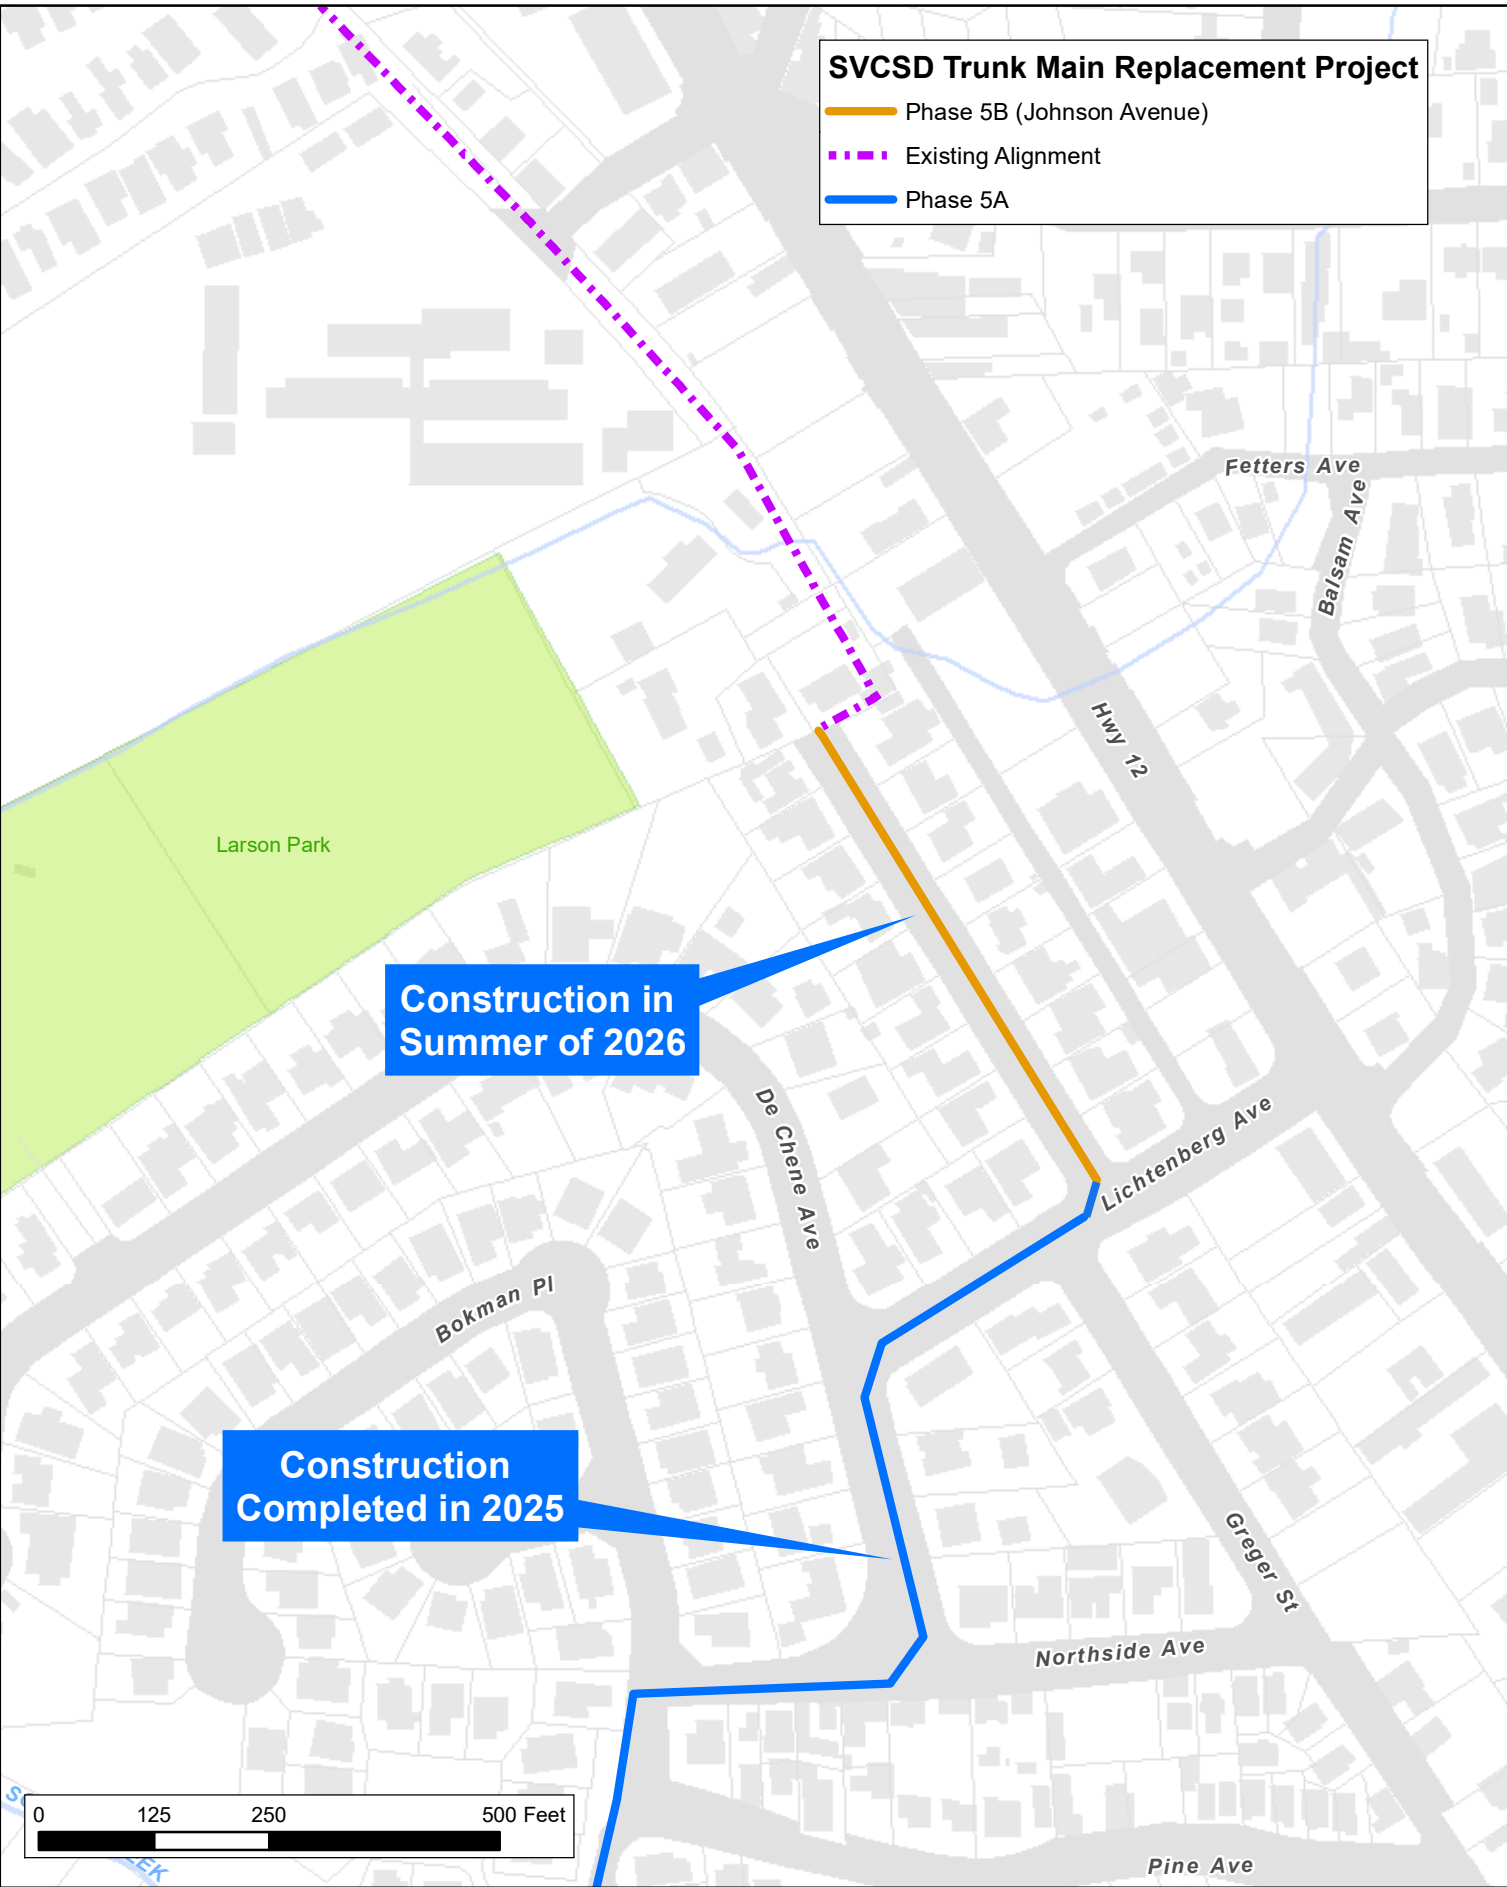 SVCSD Trunk Main Replacement Project
Phase 5B (Johnson Avenue)
Existing Alignment
Phase 5A
Fetters Ave
Balsam Ave
Hwy 12
Larson Park
Construction in
Summer of 2026
De Chene Ave
Lichtenberg Ave
Bokman Pl
Construction
Completed in 2025
Greger St
Northside Ave
0 125 250 500 Feet
Pine Ave